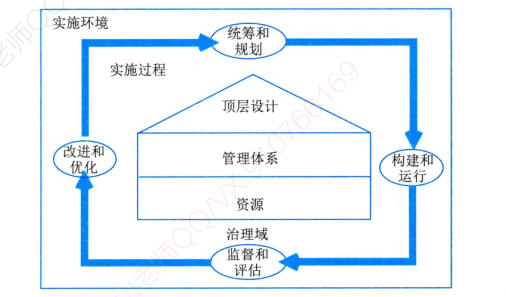 实施环境
统筹和
规划
实施过程
顶层设计
改进和
优化
管理体系
构建和
运行
资源
治理域
监督和
评估